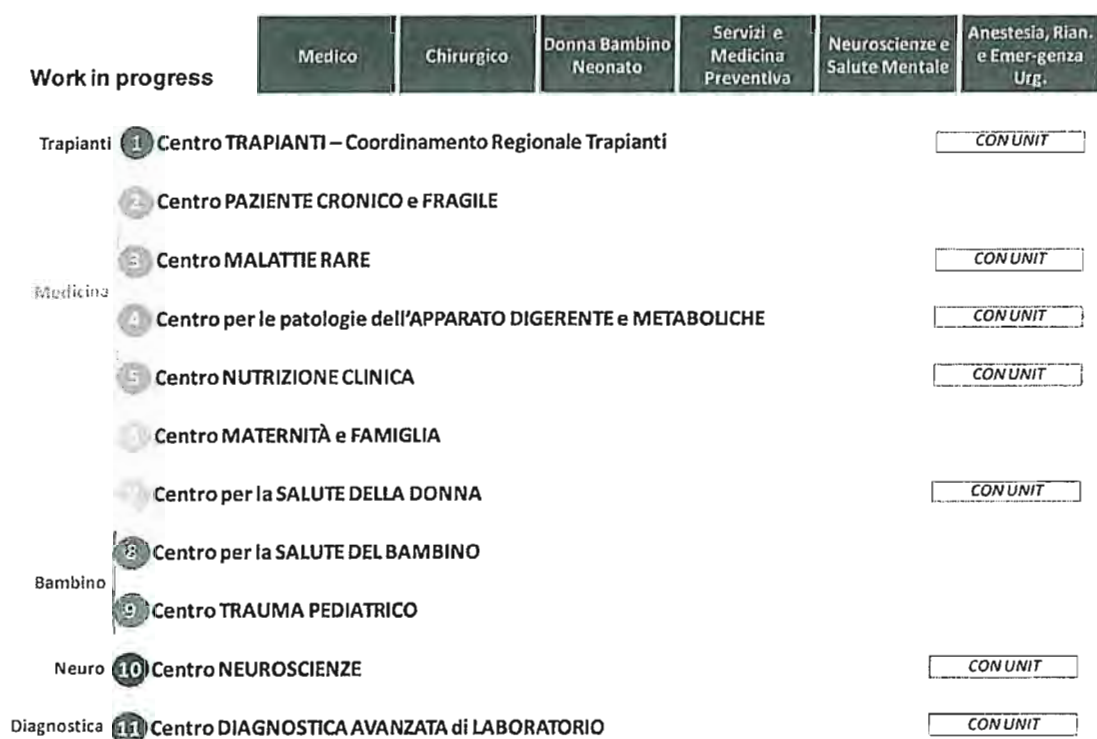 Medico
Chirurgico
Donna Bambino
Neonato
Servizi e
Medicina
Preventiva
Neuroscienze e
Salute Mentale
Anestesia, Rian.
e Emer-genza
Urg.
Work in progress
Trapianti 1 Centro TRAPIANTI – Coordinamento Regionale Trapianti CON UNIT
2 Centro PAZIENTE CRONICO e FRAGILE
3 Centro MALATTIE RARE CON UNIT
Medicina
4 Centro per le patologie dell'APPARATO DIGERENTE e METABOLICHE CON UNIT
5 Centro NUTRIZIONE CLINICA CON UNIT
Centro MATERNITÀ e FAMIGLIA
Centro per la SALUTE DELLA DONNA CON UNIT
8 Centro per la SALUTE DEL BAMBINO
Bambino
9 Centro TRAUMA PEDIATRICO
Neuro 10 Centro NEUROSCIENZE CON UNIT
Diagnostica 11 Centro DIAGNOSTICA AVANZATA di LABORATORIO CON UNIT